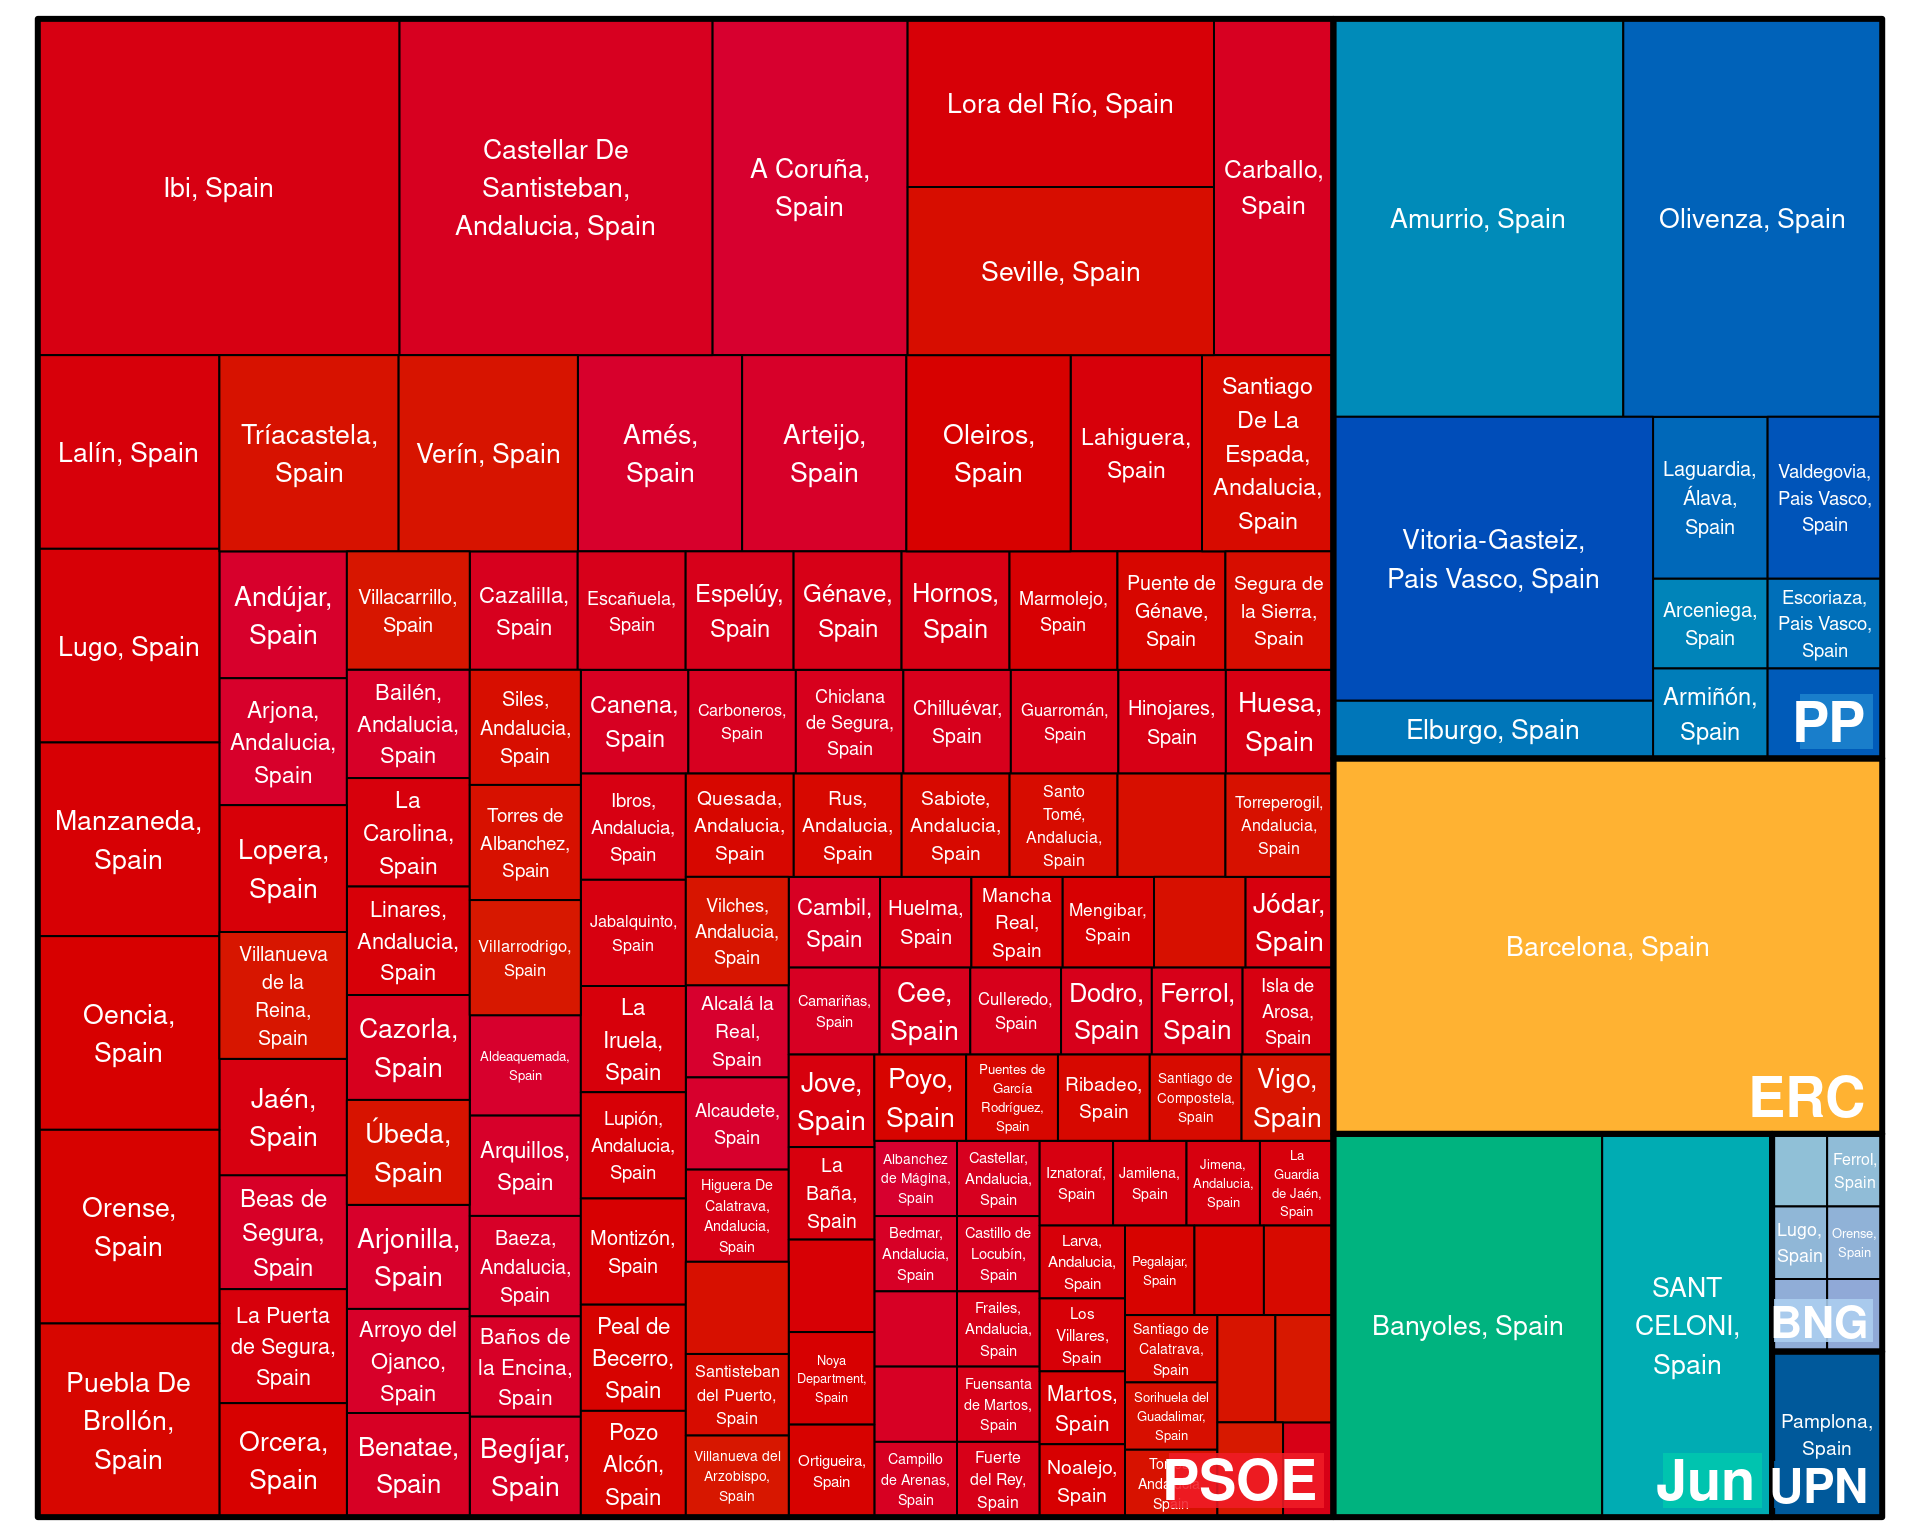 Ibi, Spain
Castellar De
Santisteban,
Andalucia, Spain
A Coruña,
Spain
Lora del Río, Spain
Seville, Spain
Carballo,
Spain
Lalín, Spain
Tríacastela,
Spain
Verín, Spain
Amés,
Spain
Arteijo,
Spain
Oleiros,
Spain
Lahiguera,
Spain
Santiago
De La
Espada,
Andalucia,
Spain
Lugo, Spain
Manzaneda,
Spain
Oencia,
Spain
Orense,
Spain
Puebla De
Brollón,
Spain
Andújar,
Spain
Arjona,
Andalucia,
Spain
Lopera,
Spain
Villanueva
de la
Reina,
Spain
Jaén,
Spain
Beas de
Segura,
Spain
La Puerta
de Segura,
Spain
Orcera,
Spain
Villacarrillo,
Spain
Bailén,
Andalucia,
Spain
La
Carolina,
Spain
Linares,
Andalucia,
Spain
Cazorla,
Spain
Úbeda,
Spain
Arjonilla,
Spain
Arroyo del
Ojanco,
Spain
Benatae,
Spain
Cazalilla,
Spain
Siles,
Andalucia,
Spain
Torres de
Albanchez,
Spain
Villarrodrigo,
Spain
Aldeaquemada,
Spain
Arquillos,
Spain
Baeza,
Andalucia,
Spain
Baños de
la Encina,
Spain
Begíjar,
Spain
Escañuela,
Spain
Espelúy,
Spain
Génave,
Spain
Hornos,
Spain
Marmolejo,
Spain
Puente de
Génave,
Spain
Segura de
la Sierra,
Spain
Canena,
Spain
Carboneros,
Spain
Chiclana
de Segura,
Spain
Chilluévar,
Spain
Guarromán,
Spain
Hinojares,
Spain
Huesa,
Spain
Ibros,
Andalucia,
Spain
Jabalquinto,
Spain
La
Iruela,
Spain
Lupión,
Andalucia,
Spain
Montizón,
Spain
Peal de
Becerro,
Spain
Pozo
Alcón,
Spain
Quesada,
Andalucia,
Spain
Rus,
Andalucia,
Spain
Sabiote,
Andalucia,
Spain
Santo
Tomé,
Andalucia,
Spain
Torreperogil,
Andalucia,
Spain
Vilches,
Andalucia,
Spain
Alcalá la
Real,
Spain
Alcaudete,
Spain
Higuera De
Calatrava,
Andalucia,
Spain
Santisteban
del Puerto,
Spain
Villanueva del
Arzobispo,
Spain
Cambil,
Spain
Huelma,
Spain
Mancha
Real,
Spain
Mengibar,
Spain
Jódar,
Spain
Camariñas,
Spain
Cee,
Spain
Culleredo,
Spain
Dodro,
Spain
Ferrol,
Spain
Isla de
Arosa,
Spain
Jove,
Spain
La
Baña,
Spain
Noya
Department,
Spain
Ortigueira,
Spain
Poyo,
Spain
Puentes de
García
Rodríguez,
Spain
Ribadeo,
Spain
Santiago de
Compostela,
Spain
Vigo,
Spain
Albanchez
de Mágina,
Spain
Bedmar,
Andalucia,
Spain
Campillo
de Arenas,
Spain
Castellar,
Andalucia,
Spain
Castillo de
Locubín,
Spain
Frailes,
Andalucia,
Spain
Fuensanta
de Martos,
Spain
Fuerte
del Rey,
Spain
Iznatoraf,
Spain
Jamilena,
Spain
Jimena,
Andalucia,
Spain
La
Guardia
de Jaén,
Spain
Larva,
Andalucia,
Spain
Los
Villares,
Spain
Martos,
Spain
Noalejo,
Spain
Pegalajar,
Spain
Santiago de
Calatrava,
Spain
Sorihuela del
Guadalimar,
Spain
Spain
PSOE
Amurrio, Spain
Olivenza, Spain
Vitoria-Gasteiz,
Pais Vasco, Spain
Elburgo, Spain
Laguardia,
Álava,
Spain
Valdegovia,
Pais Vasco,
Spain
Arceniega,
Spain
Escoriaza,
Pais Vasco,
Spain
Armiñón,
Spain
PP
Barcelona, Spain
ERC
Banyoles, Spain
SANT
CELONI,
Spain
Jun
Ferrol,
Spain
Lugo,
Spain
Orense,
Spain
BNG
Pamplona,
Spain
UPN